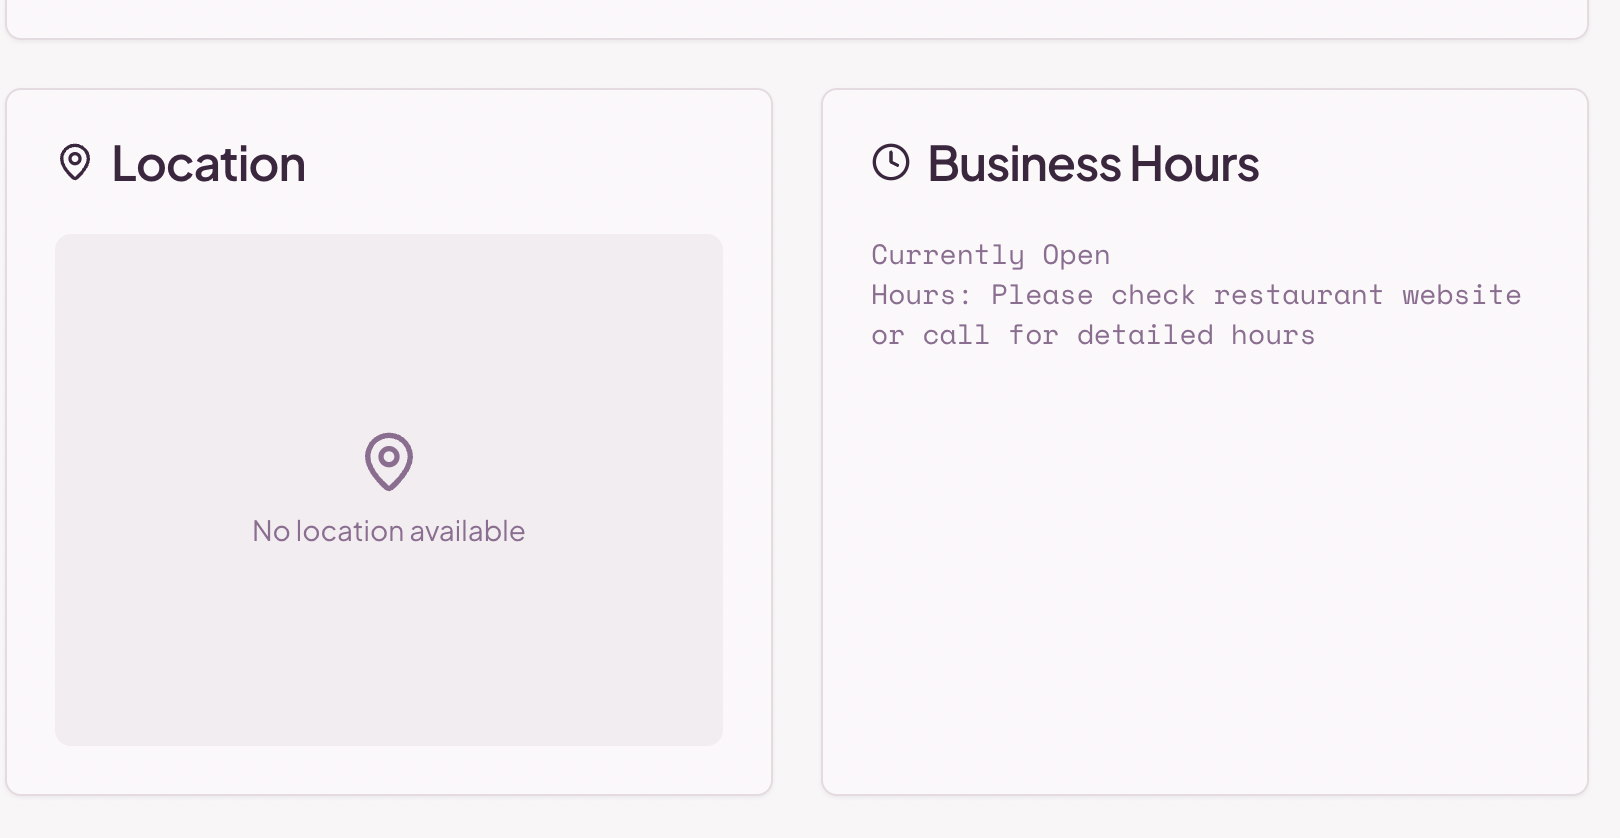 Location
No location available
Business Hours
Currently Open
Hours: Please check restaurant website
or call for detailed hours